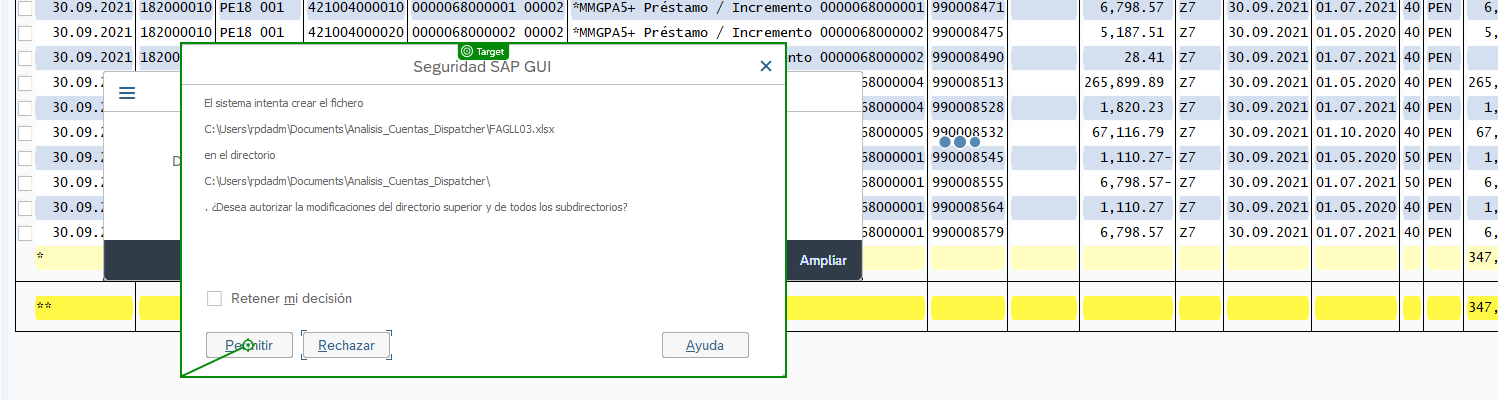 30.09.2021 182000010 PE18 001 421004000010 0000068000001 00002 *MMGPA5+ Préstamo / Incremento 0000068000001 990008471 6,798.57 Z7 30.09.2021 01.07.2021 40 PEN 6,
30.09.2021 182000010 PE18 001 421004000020 0000068000002 00002 *MMGPA5+ Préstamo / Incremento 0000068000002 990008475 5,187.51 Z7 30.09.2021 01.05.2020 40 PEN 5,
Target
30.09.2021 1820 emento 0000068000002 990008490 28.41 Z7 30.09.2021 01.07.2021 40 PEN
Seguridad SAP GUI
30.09.2 68000004 990008513 265,899.89 Z7 30.09.2021 01.05.2020 40 PEN 265,
30.09.2 68000004 990008528 1,820.23 Z7 30.09.2021 01.07.2021 40 PEN 1,
El sistema intenta crear el fichero
C:\Users\rpdadm\Documents\Analisis_Cuentas_Dispatcher\FAGLL03.xlsx
30.09.2 68000005 990008532 67,116.79 Z7 30.09.2021 01.10.2020 40 PEN 67,
en el directorio
30.09.2 D 68000001 990008545 1,110.27- Z7 30.09.2021 01.05.2020 50 PEN 1,
C:\Users\rpdadm\Documents\Analisis_Cuentas_Dispatcher\
30.09.2 68000001 990008555 6,798.57- Z7 30.09.2021 01.07.2021 50 PEN 6,
. ¿Desea autorizar la modificaciones del directorio superior y de todos los subdirectorios?
30.09.2 68000001 990008564 1,110.27 Z7 30.09.2021 01.05.2020 40 PEN 1,
30.09.2 68000001 990008579 6,798.57 Z7 30.09.2021 01.07.2021 40 PEN 6,
* 347,
Ampliar
Retener mi decisión
** 347,
Permitir Rechazar Ayuda